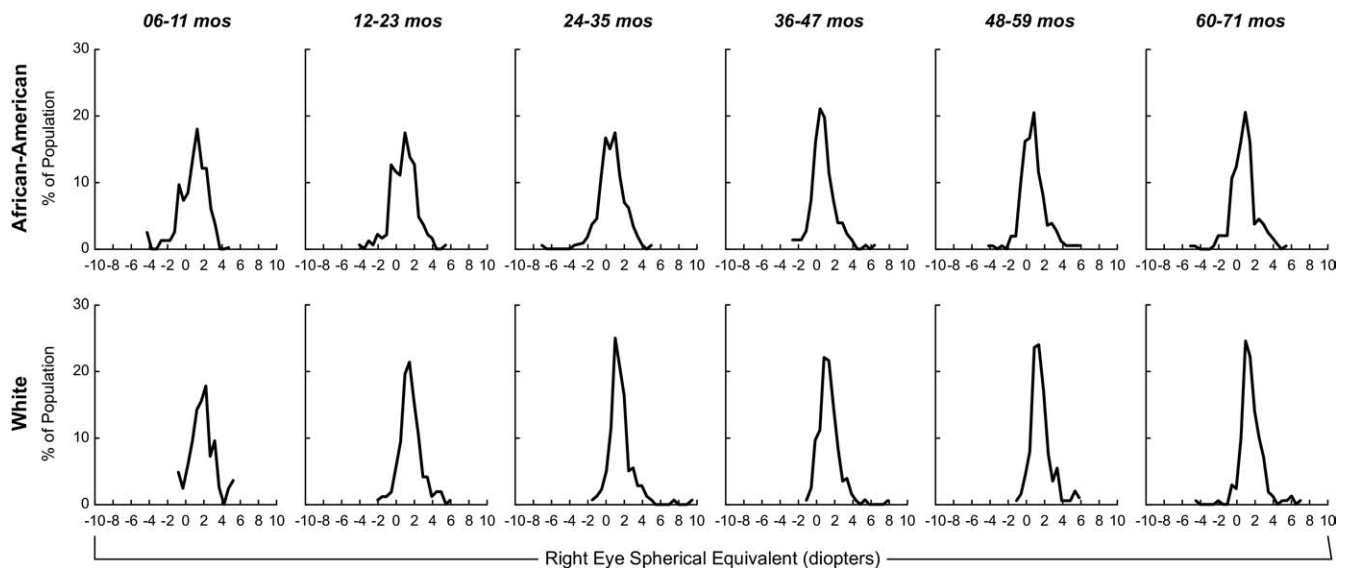 06-11 mos 12-23 mos 24-35 mos 36-47 mos 48-59 mos 60-71 mos
African-American
% of Population
30
20
10
0
-10-8 -6 -4 -2 0 2 4 6 8 10 -10-8 -6 -4 -2 0 2 4 6 8 10 -10-8 -6 -4 -2 0 2 4 6 8 10 -10-8 -6 -4 -2 0 2 4 6 8 10 -10-8 -6 -4 -2 0 2 4 6 8 10 -10-8 -6 -4 -2 0 2 4 6 8 10
White
% of Population
30
20
10
0
-10-8 -6 -4 -2 0 2 4 6 8 10 -10-8 -6 -4 -2 0 2 4 6 8 10 -10-8 -6 -4 -2 0 2 4 6 8 10 -10-8 -6 -4 -2 0 2 4 6 8 10 -10-8 -6 -4 -2 0 2 4 6 8 10 -10-8 -6 -4 -2 0 2 4 6 8 10
Right Eye Spherical Equivalent (diopters)